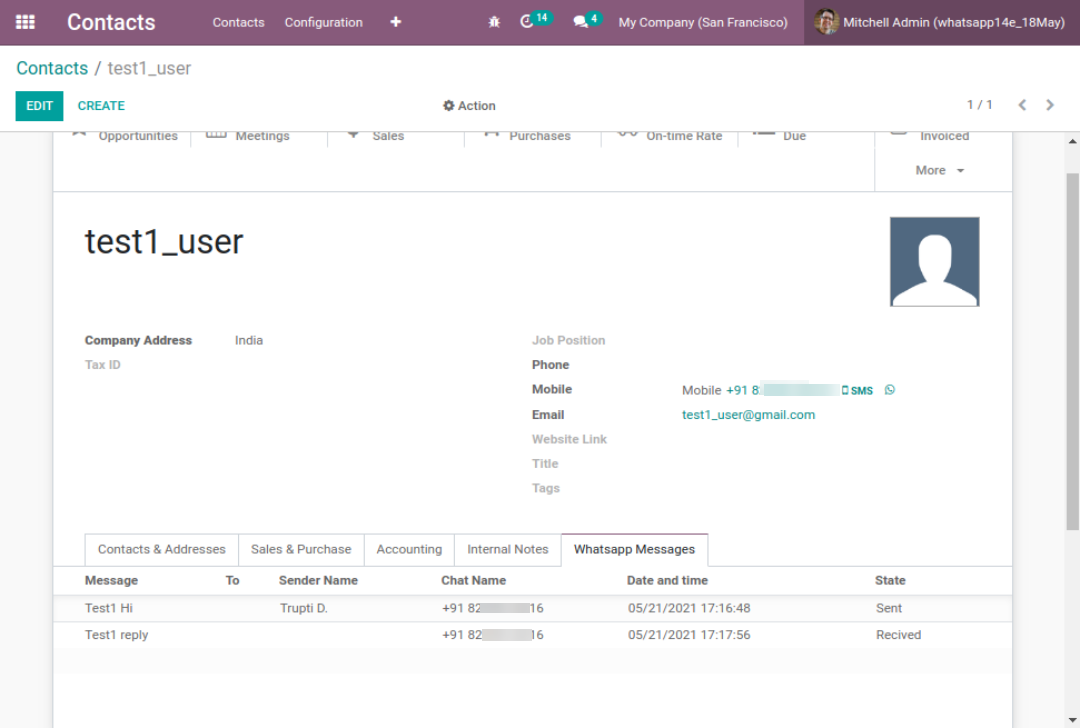 Contacts Contacts Configuration 14 4 My Company (San Francisco) Mitchell Admin (whatsapp14e_18May)
Contacts / test1_user
EDIT CREATE Action 1 / 1
Opportunities Meetings Sales Purchases On-time Rate Due Invoiced
More
test1_user
Company Address India Job Position
Tax ID Phone
Mobile Mobile +91 8 SMS
Email test1_user@gmail.com
Website Link
Title
Tags
Contacts & Addresses Sales & Purchase Accounting Internal Notes Whatsapp Messages
Message To Sender Name Chat Name Date and time State
Test1 Hi Trupti D. +91 82 16 05/21/2021 17:16:48 Sent
Test1 reply +91 82 16 05/21/2021 17:17:56 Recived